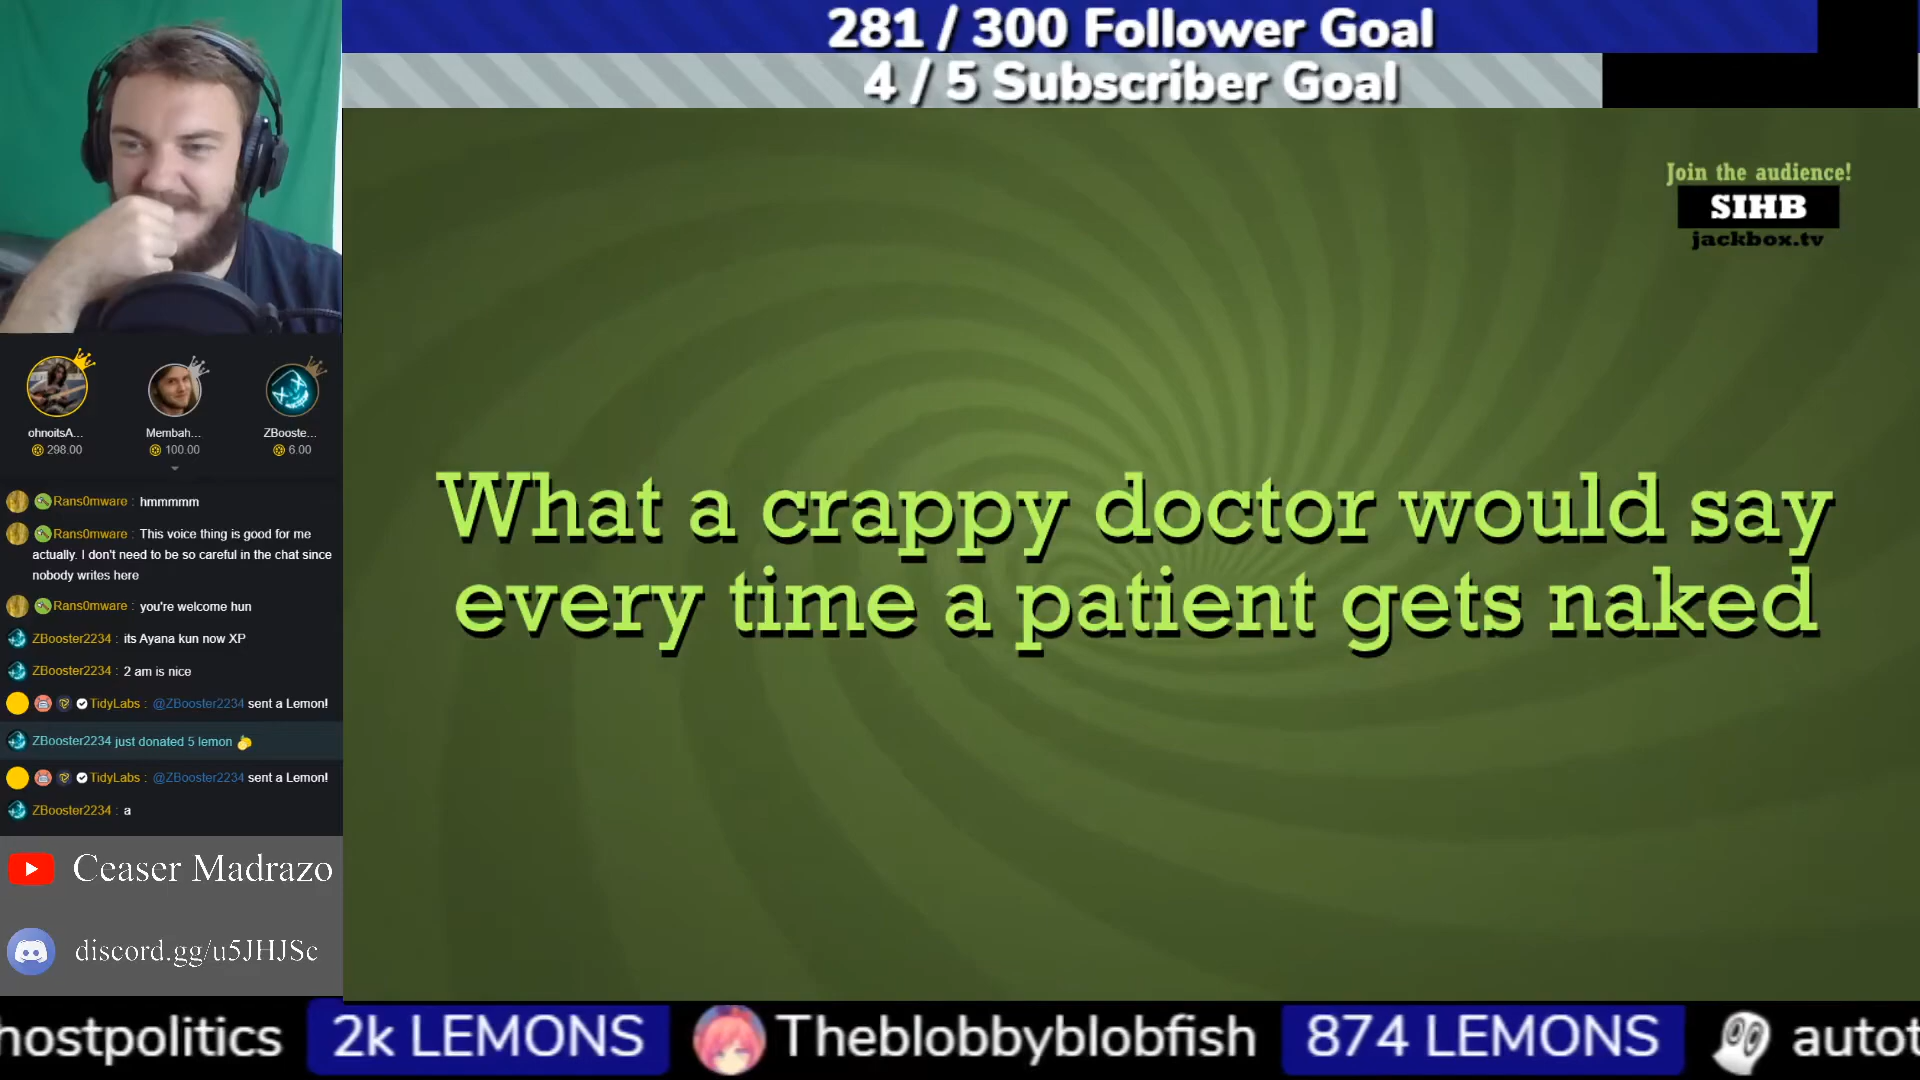 281 / 300 Follower Goal
4 / 5 Subscriber Goal
Join the audience!
SIHB
jackbox.tv
What a crappy doctor would say
every time a patient gets naked
ohnoitsA...
Membah...
ZBooste...
298.00
100.00
6.00
Rans0mware : hmmmmm
Rans0mware : This voice thing is good for me
actually. I don't need to be so careful in the chat since
nobody writes here
Rans0mware : you're welcome hun
ZBooster2234 : its Ayana kun now XP
ZBooster2234 : 2 am is nice
TidyLabs : @ZBooster2234 sent a Lemon!
ZBooster2234 just donated 5 lemon
TidyLabs : @ZBooster2234 sent a Lemon!
ZBooster2234 : a
Ceaser Madrazo
discord.gg/u5JHJSc
hostpolitics 2k LEMONS Theblobbyblobfish 874 LEMONS autot